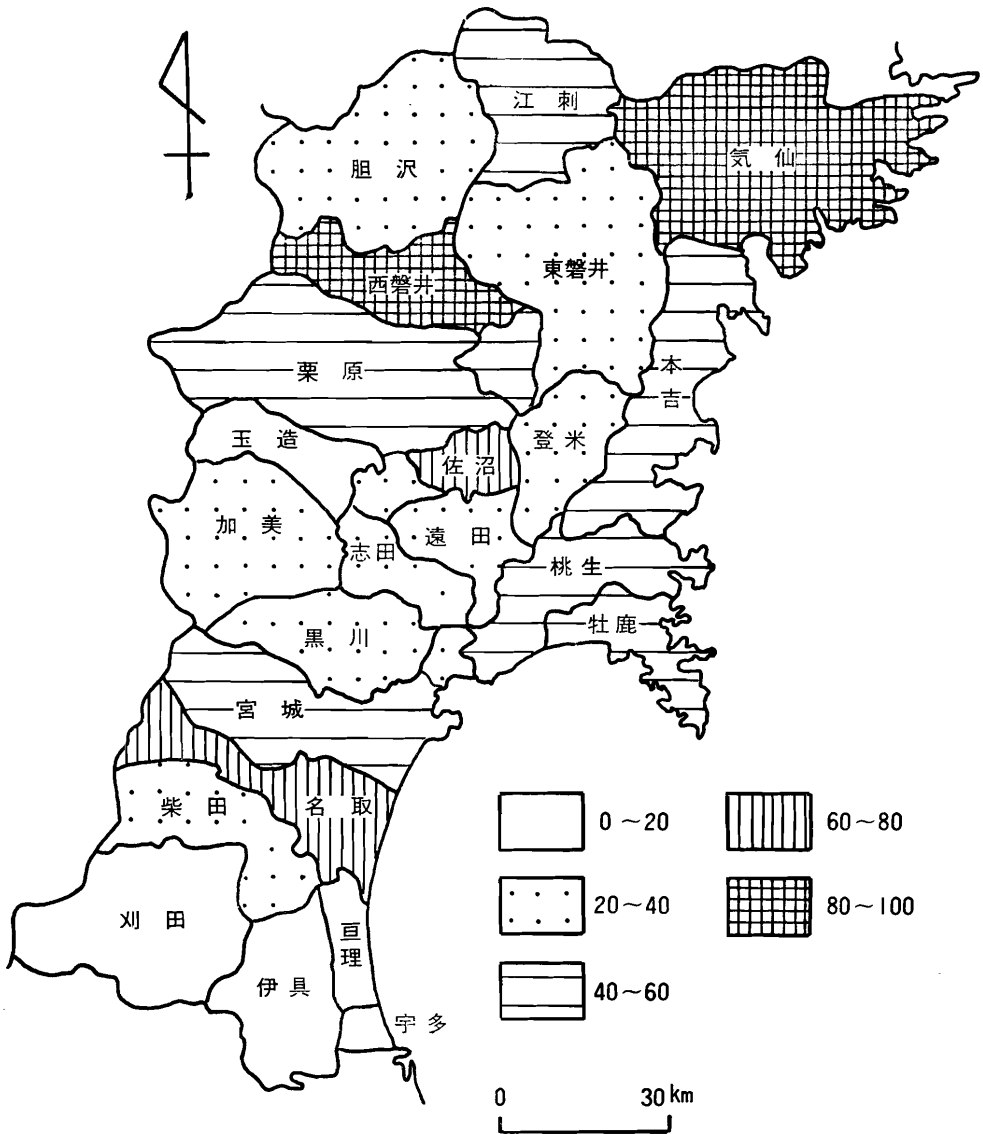 江刺
気仙
胆沢
東磐井
西磐井
栗原
本吉
玉造
佐沼
登米
加美
志田
遠田
桃生
黒川
牡鹿
宮城
柴田
名取
刈田
亘理
伊具
宇多
0～20
60～80
20～40
80～100
40～60
0 30 km